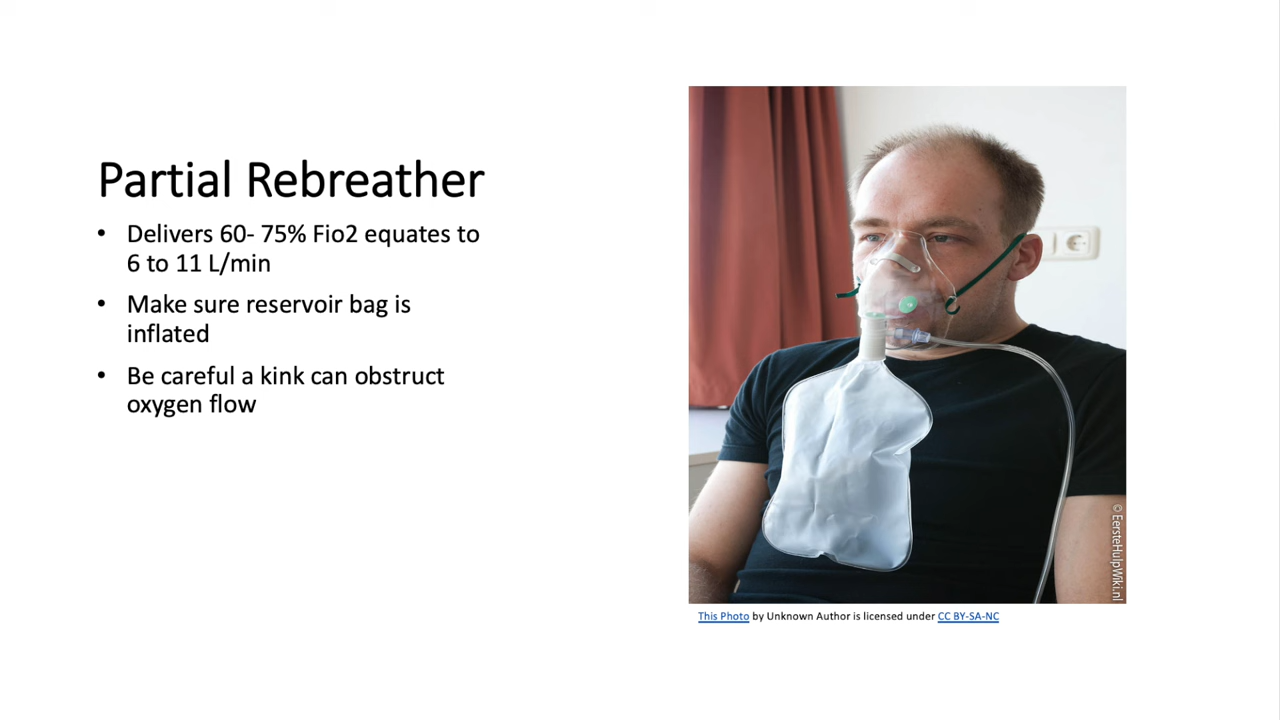 Partial Rebreather
• Delivers 60- 75% Fio2 equates to
6 to 11 L/min
• Make sure reservoir bag is
inflated
• Be careful a kink can obstruct
oxygen flow
© EersteHulpWiki.nl
This Photo by Unknown Author is licensed under CC BY-SA-NC